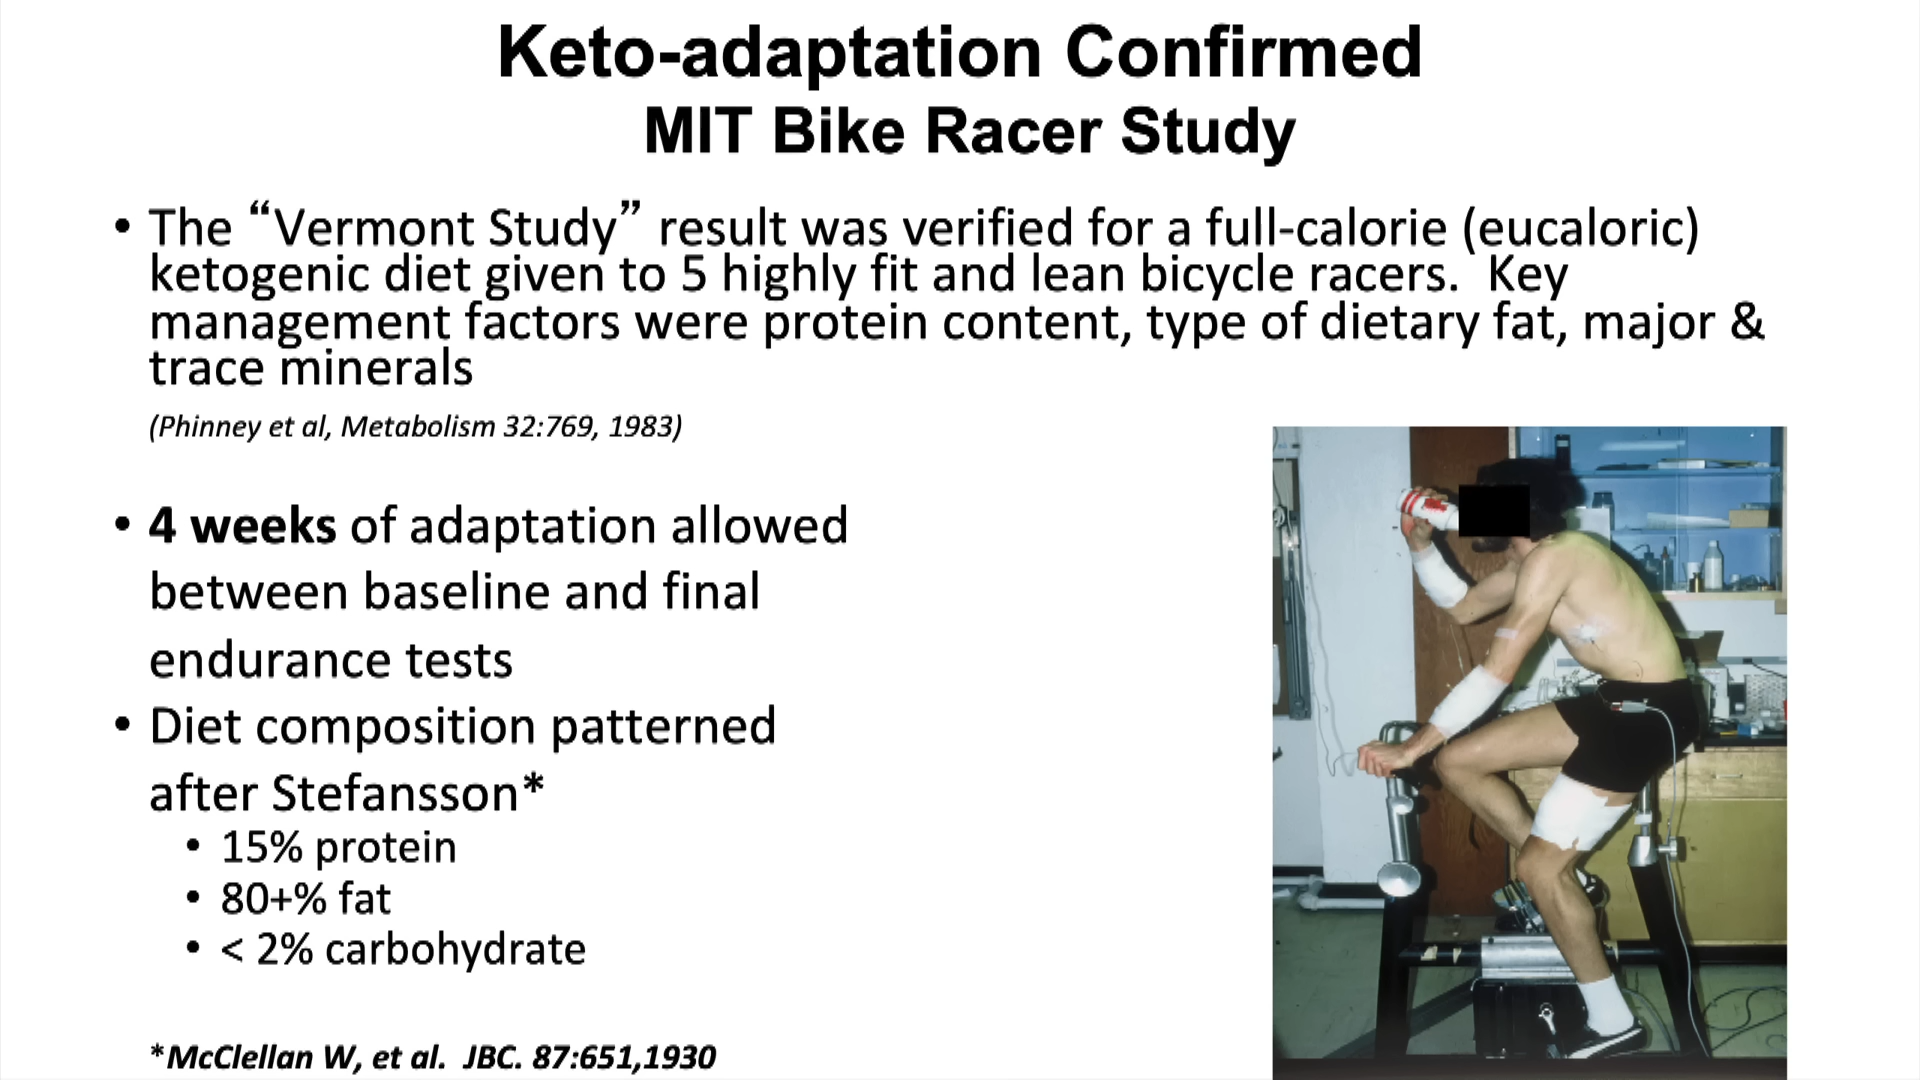 Keto-adaptation Confirmed
MIT Bike Racer Study
• The “Vermont Study” result was verified for a full-calorie (eucaloric)
ketogenic diet given to 5 highly fit and lean bicycle racers.  Key
management factors were protein content, type of dietary fat, major &
trace minerals
(Phinney et al, Metabolism 32:769, 1983)
• 4 weeks of adaptation allowed
between baseline and final
endurance tests
• Diet composition patterned
after Stefansson*
• 15% protein
• 80+% fat
• < 2% carbohydrate
*McClellan W, et al.  JBC. 87:651,1930